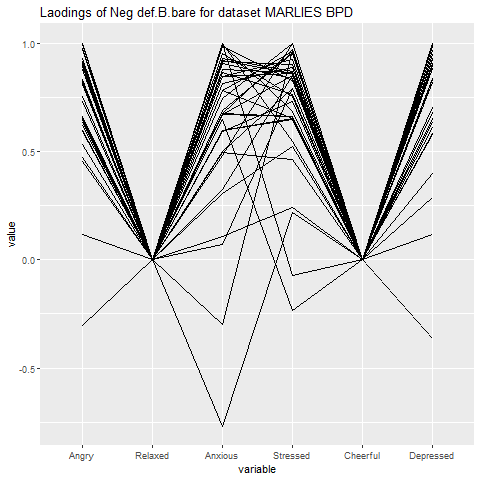 Laodings of Neg def.B.bare for dataset MARLIES BPD
1.0
0.5
0.0
-0.5
value
Angry Relaxed Anxious Stressed Cheerful Depressed
variable